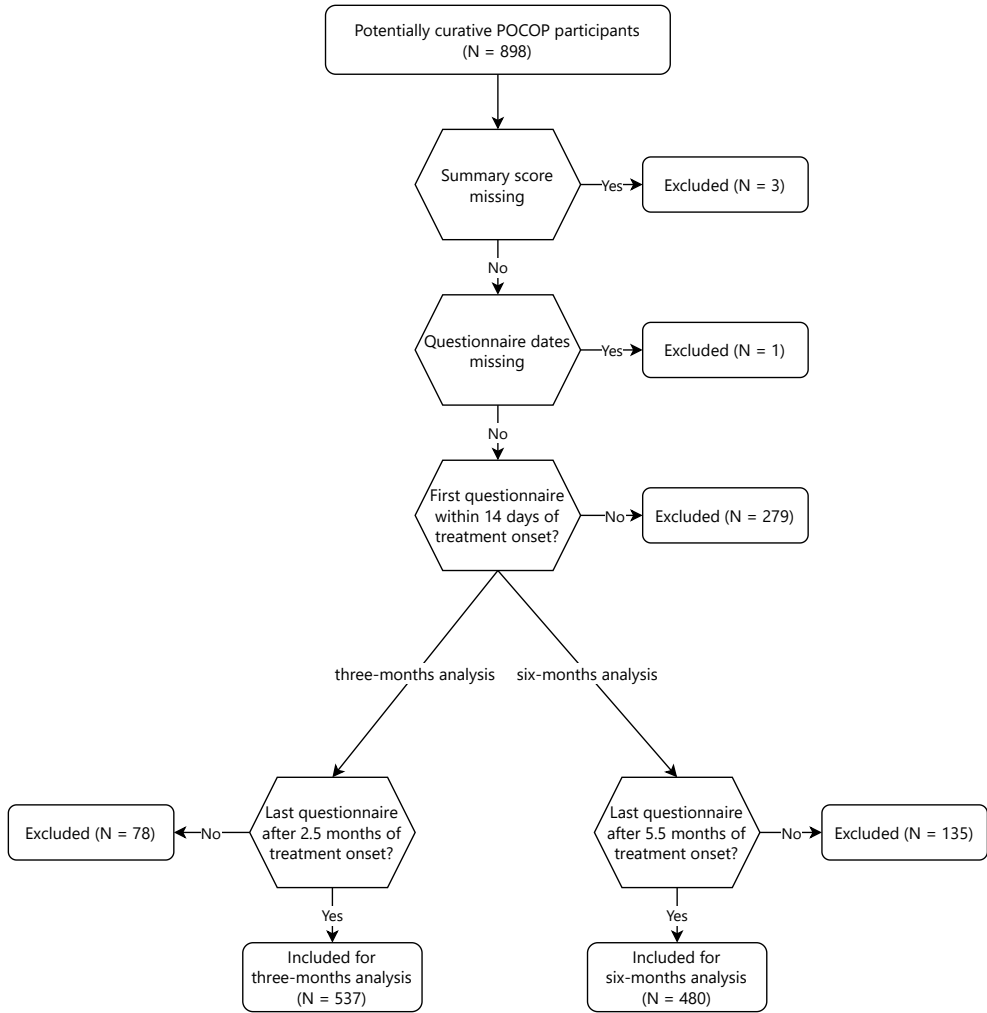 Potentially curative POCOP participants
(N = 898)
Summary score
missing
Yes
Excluded (N = 3)
No
Questionnaire dates
missing
Yes
Excluded (N = 1)
No
First questionnaire
within 14 days of
treatment onset?
No
Excluded (N = 279)
three-months analysis
six-months analysis
Excluded (N = 78)
No
Last questionnaire
after 2.5 months of
treatment onset?
Last questionnaire
after 5.5 months of
treatment onset?
No
Excluded (N = 135)
Yes
Yes
Included for
three-months analysis
(N = 537)
Included for
six-months analysis
(N = 480)